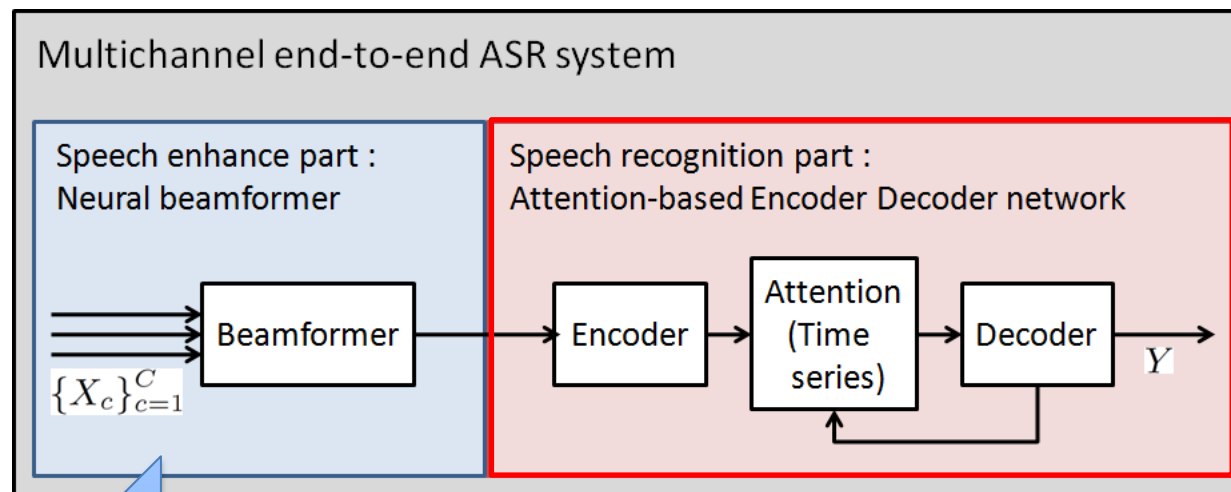 Multichannel end-to-end ASR system
Speech enhance part :
Neural beamformer
Speech recognition part :
Attention-based Encoder Decoder network
Beamformer
Encoder
Attention
(Time
series)
Decoder
$\{X_c\}_{c=1}^{C}$
$Y$